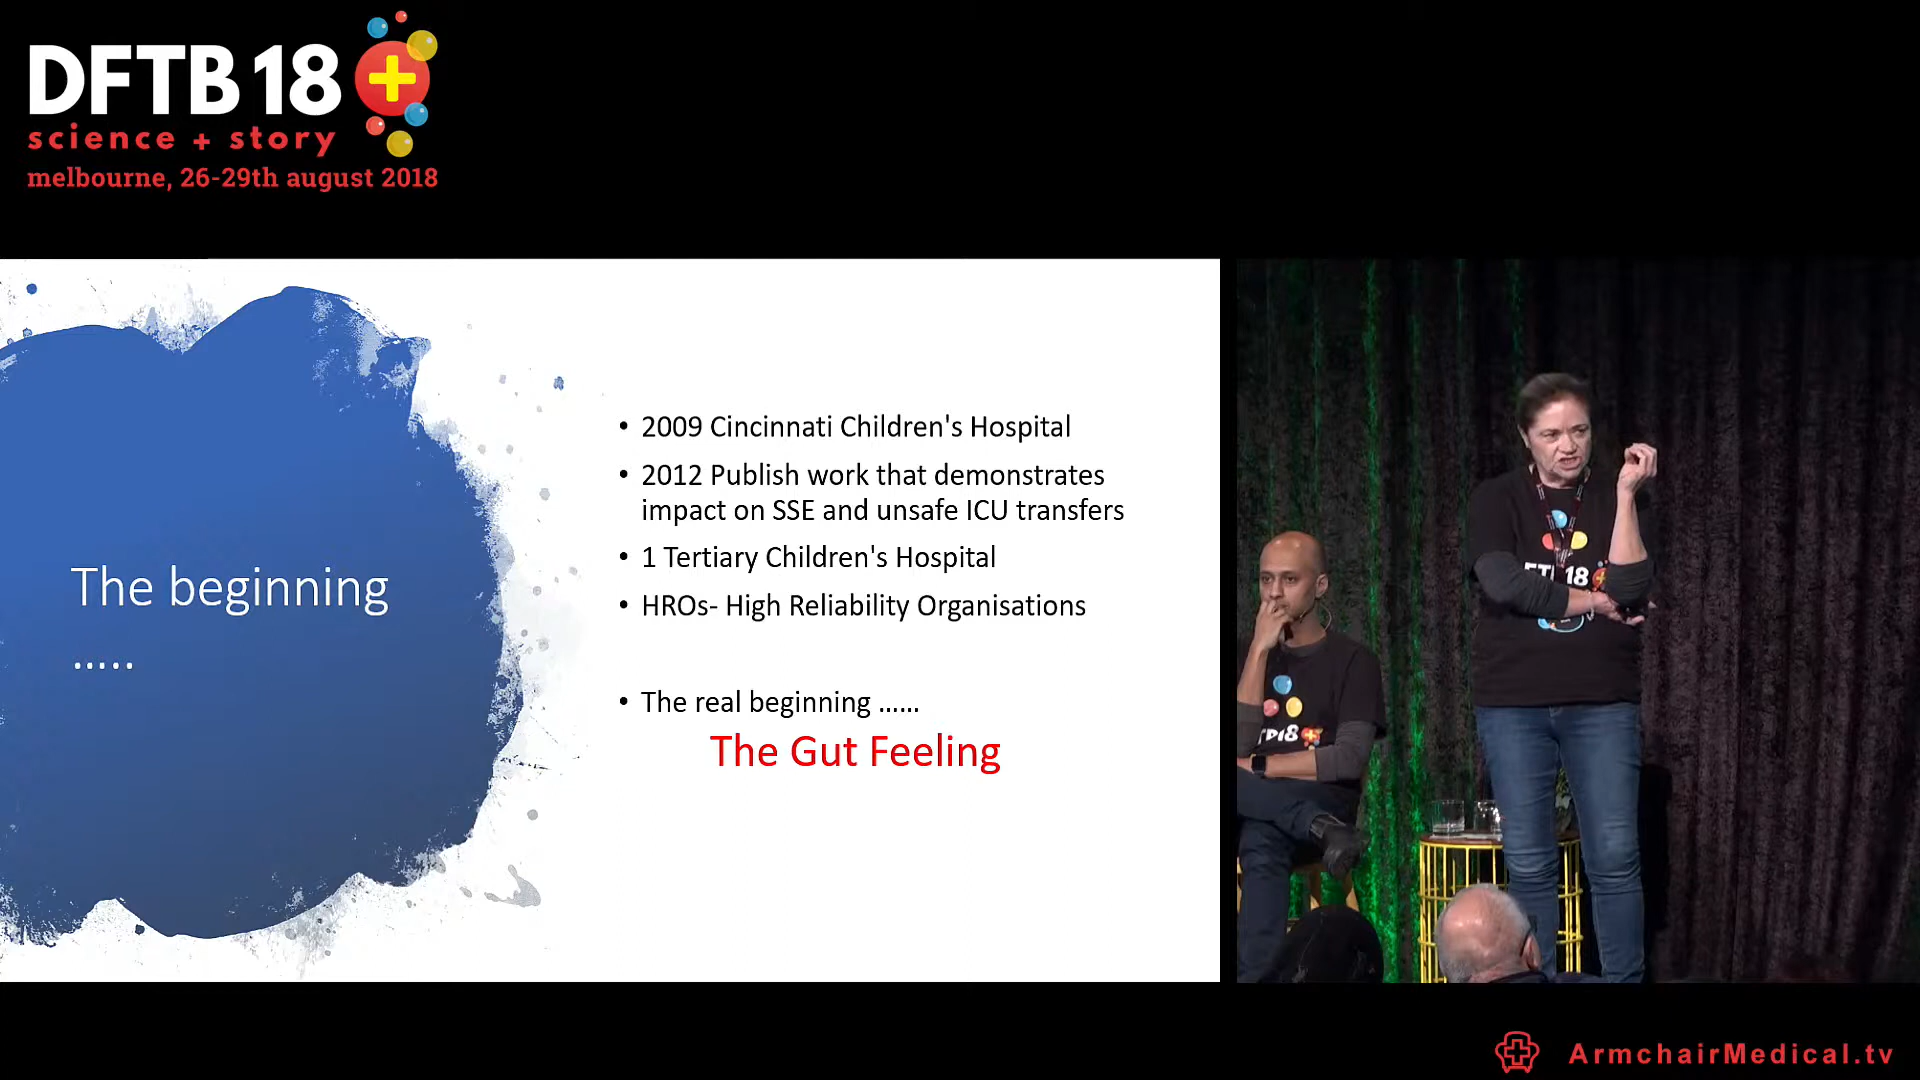 DFTB 18
science + story
melbourne, 26-29th august 2018
The beginning
.....
• 2009 Cincinnati Children's Hospital
• 2012 Publish work that demonstrates
impact on SSE and unsafe ICU transfers
• 1 Tertiary Children's Hospital
• HROs- High Reliability Organisations
• The real beginning ......
The Gut Feeling
ArmchairMedical.tv